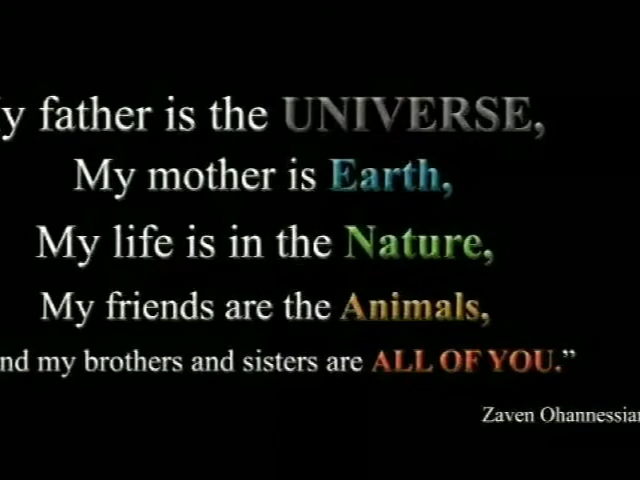 y father is the UNIVERSE,
My mother is Earth,
My life is in the Nature,
My friends are the Animals,
nd my brothers and sisters are ALL OF YOU.”
Zaven Ohannessian